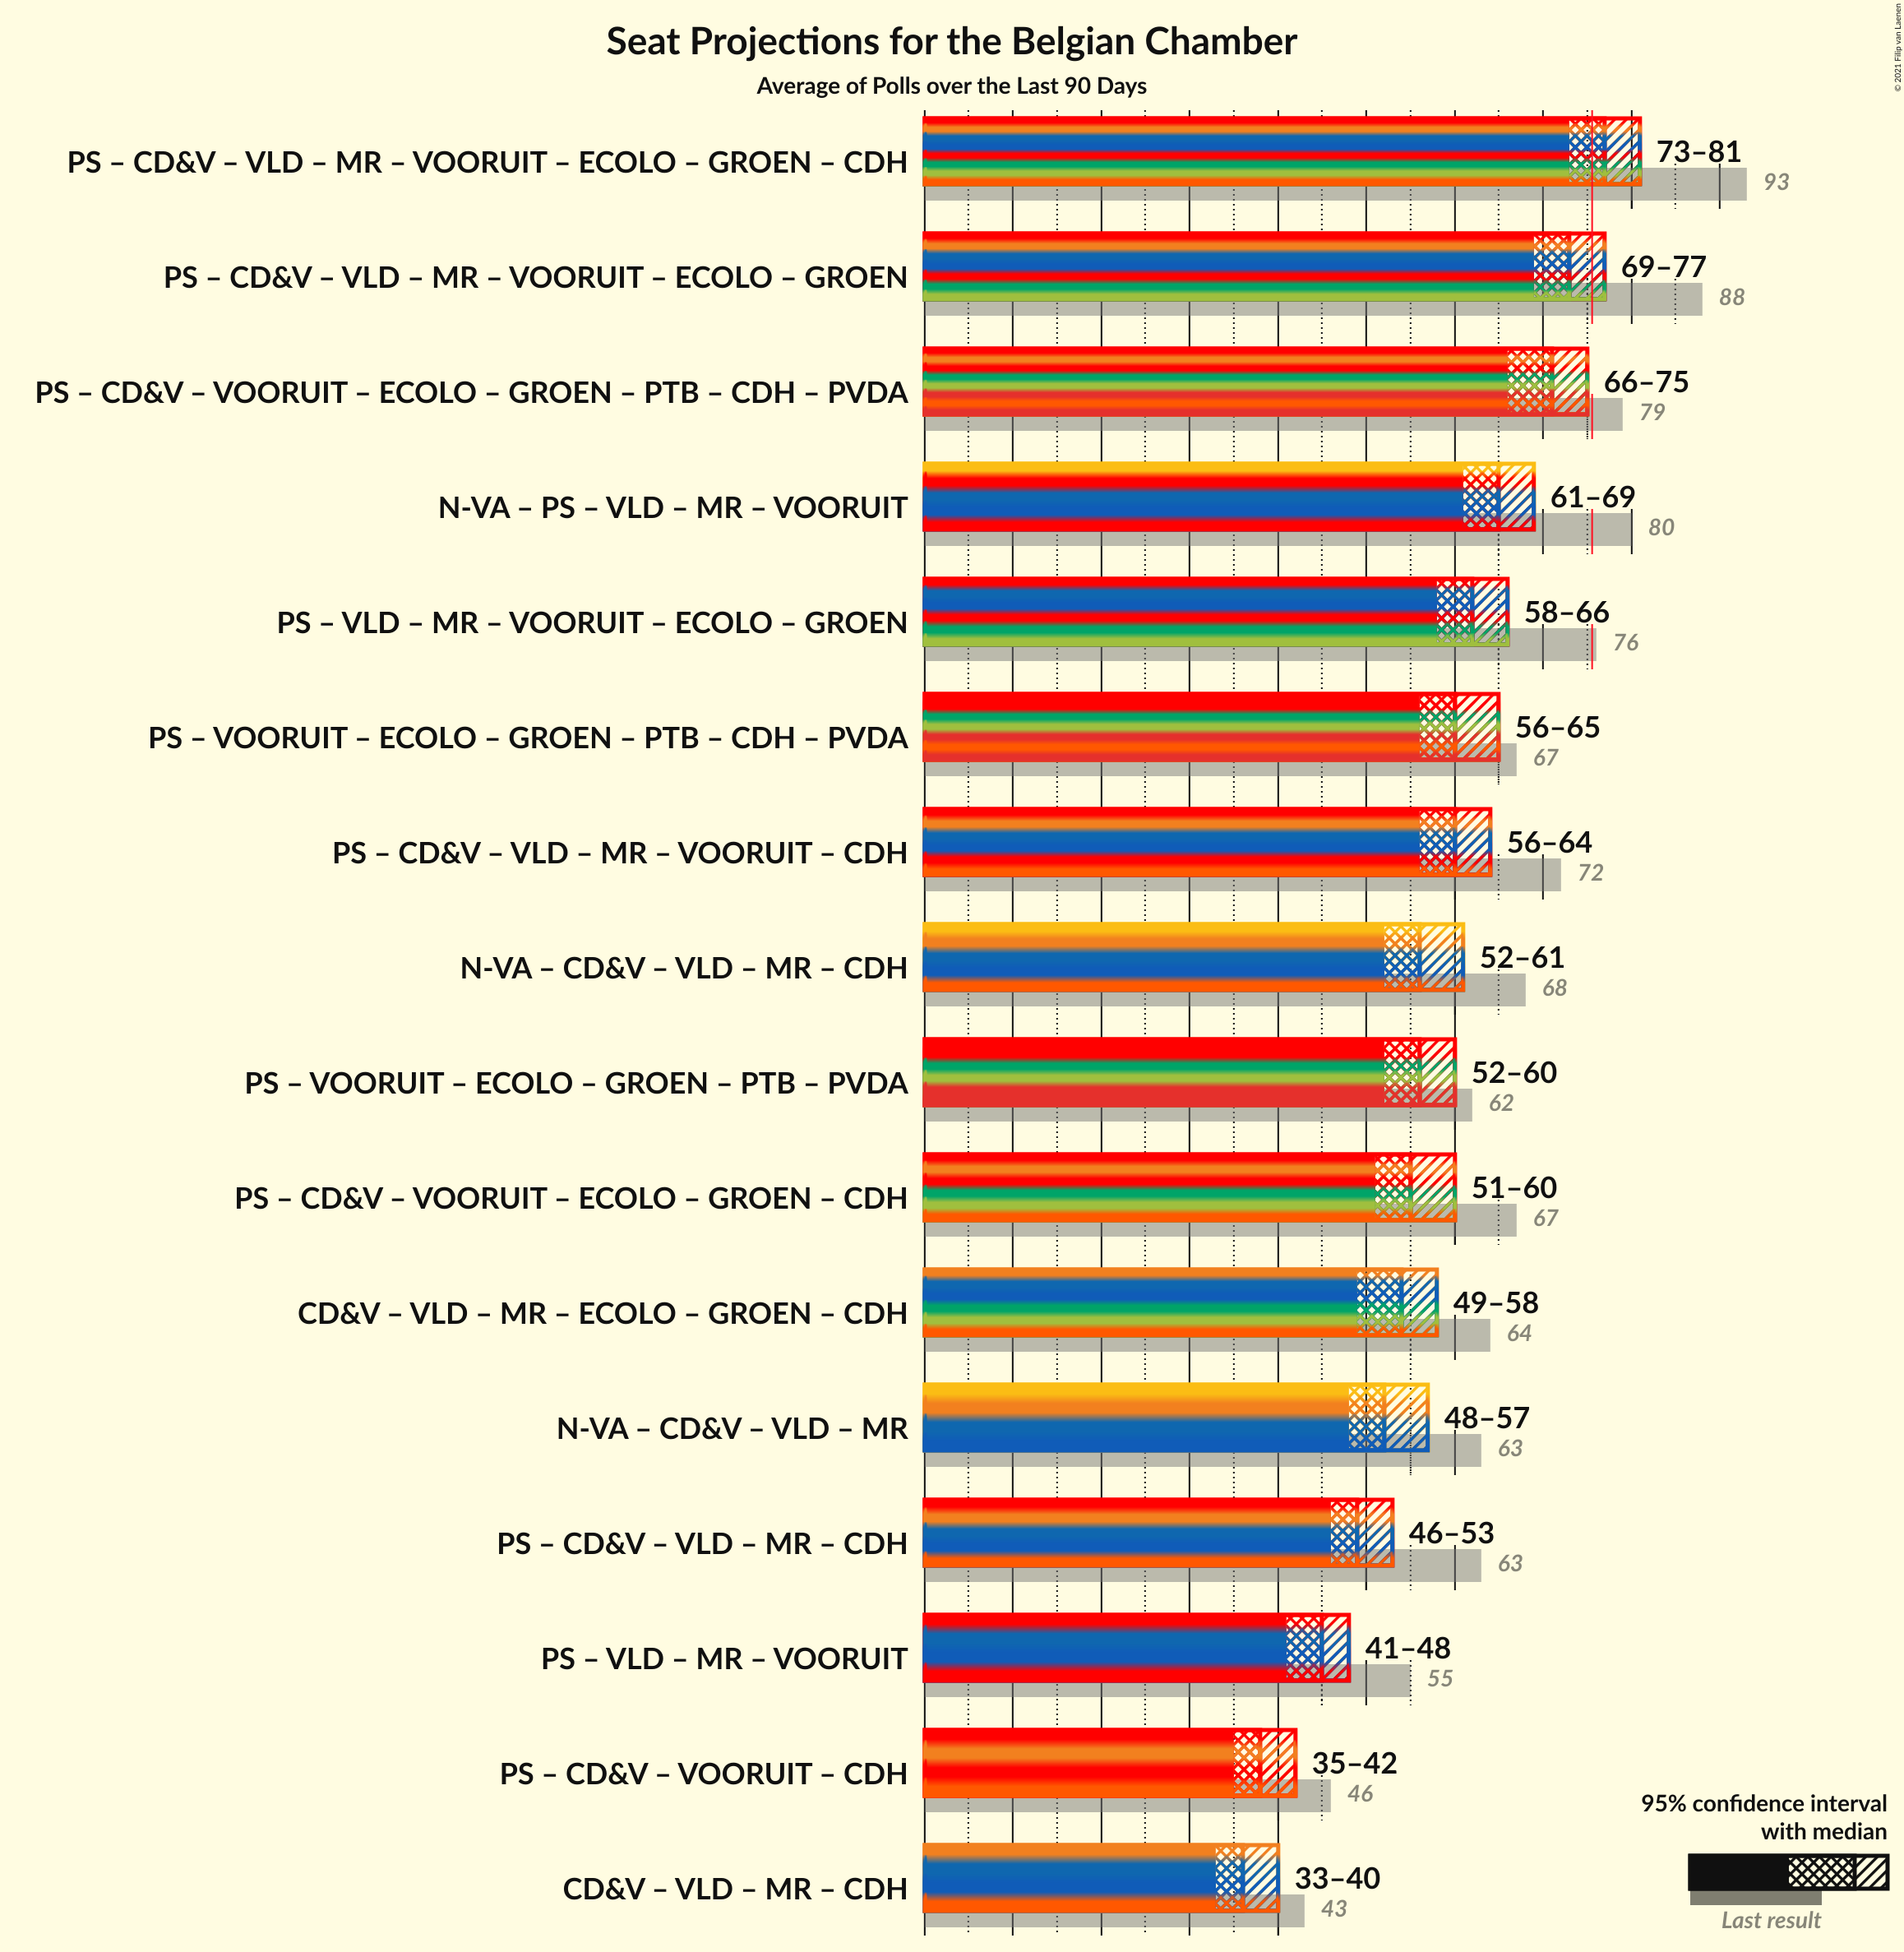 Seat Projections for the Belgian Chamber
Average of Polls over the Last 90 Days
© 2021 Filip van Laenen
PS – CD&V – VLD – MR – VOORUIT – ECOLO – GROEN – CDH
73–81
93
PS – CD&V – VLD – MR – VOORUIT – ECOLO – GROEN
69–77
88
PS – CD&V – VOORUIT – ECOLO – GROEN – PTB – CDH – PVDA
66–75
79
N-VA – PS – VLD – MR – VOORUIT
61–69
80
PS – VLD – MR – VOORUIT – ECOLO – GROEN
58–66
76
PS – VOORUIT – ECOLO – GROEN – PTB – CDH – PVDA
56–65
67
PS – CD&V – VLD – MR – VOORUIT – CDH
56–64
72
N-VA – CD&V – VLD – MR – CDH
52–61
68
PS – VOORUIT – ECOLO – GROEN – PTB – PVDA
52–60
62
PS – CD&V – VOORUIT – ECOLO – GROEN – CDH
51–60
67
CD&V – VLD – MR – ECOLO – GROEN – CDH
49–58
64
N-VA – CD&V – VLD – MR
48–57
63
PS – CD&V – VLD – MR – CDH
46–53
63
PS – VLD – MR – VOORUIT
41–48
55
PS – CD&V – VOORUIT – CDH
35–42
46
CD&V – VLD – MR – CDH
33–40
43
95% confidence interval
with median
Last result